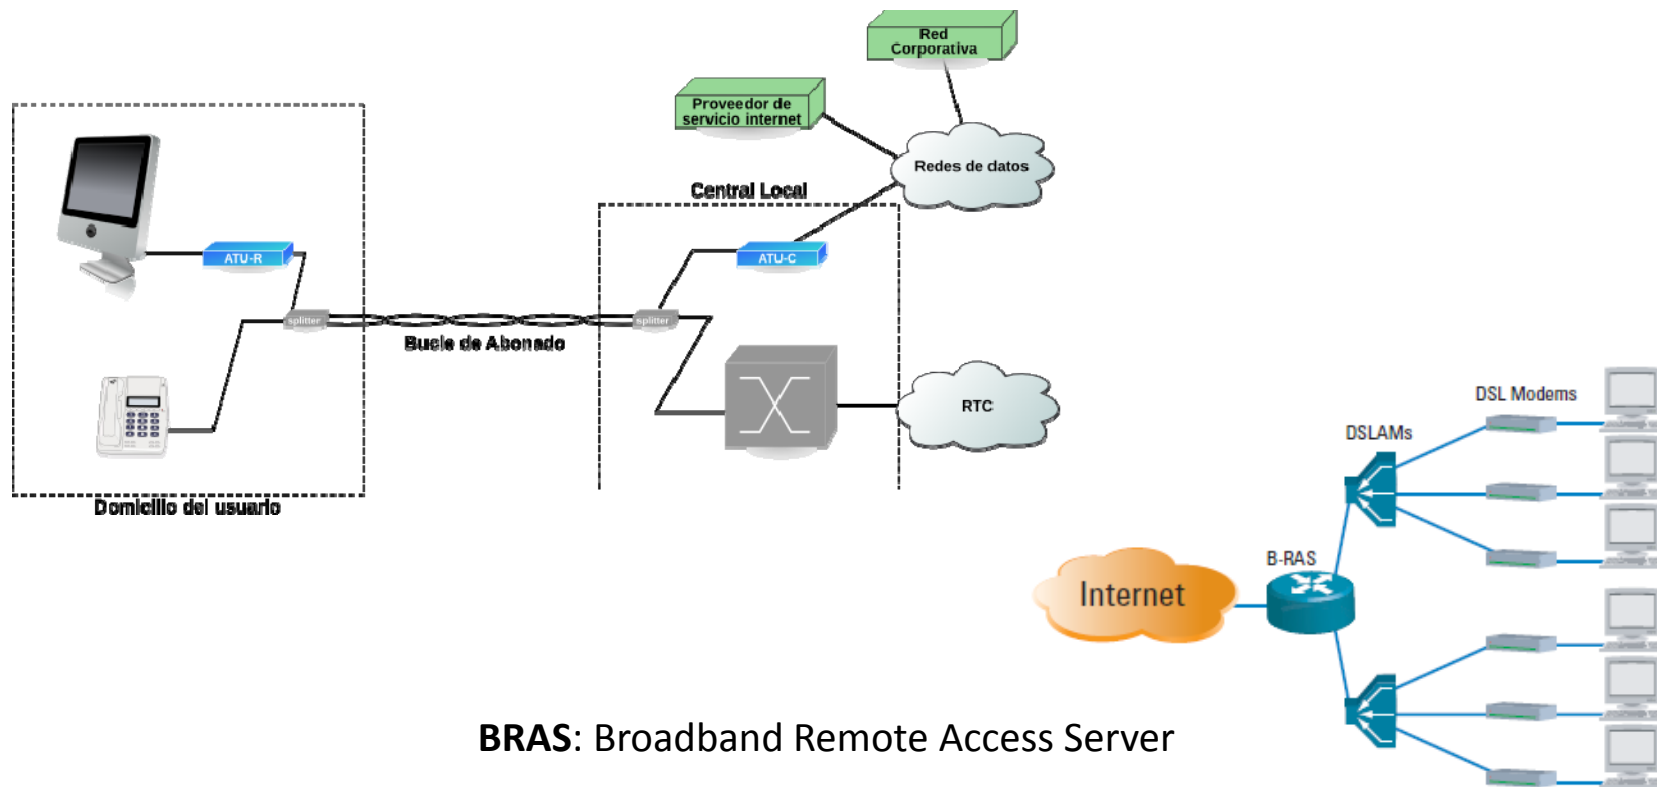 Red
Corporativa
Proveedor de
servicio internet
Redes de datos
Central Local
ATU-R
ATU-C
splitter
splitter
Bucle de Abonado
RTC
Domicilio del usuario
DSL Modems
DSLAMs
B-RAS
Internet
BRAS: Broadband Remote Access Server